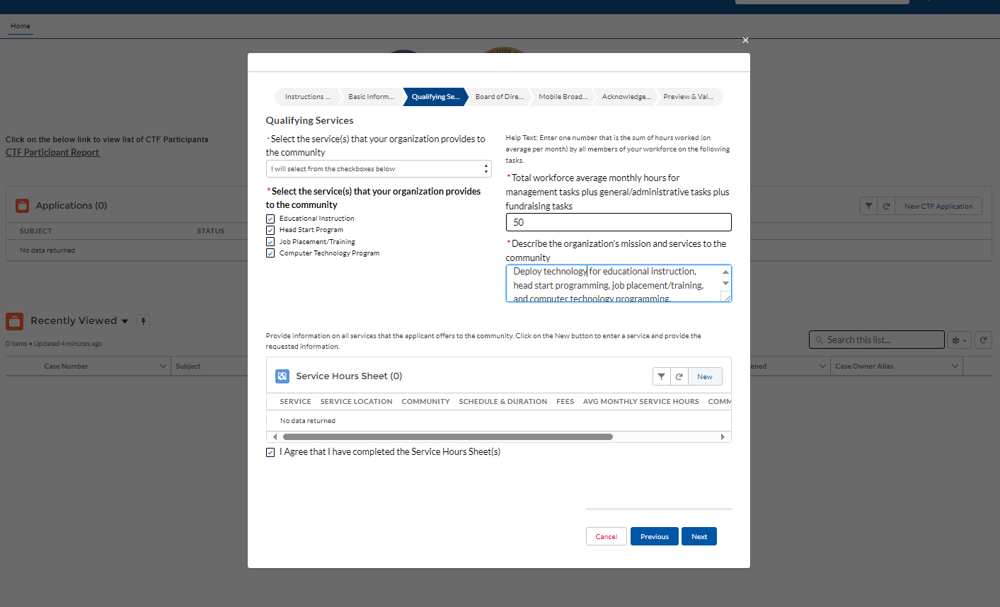 Home
×
Instructions ...
Basic Inform...
Qualifying Se...
Board of Dire...
Mobile Broad...
Acknowledge...
Preview & Val...
Qualifying Services
Select the service(s) that your organization provides to
the community
I will select from the checkboxes below
*Select the service(s) that your organization provides
to the community
Educational Instruction
Head Start Program
Job Placement/Training
Computer Technology Program
Help Text: Enter one number that is the sum of hours worked (on
average per month) by all members of your workforce on the following
tasks.
*Total workforce average monthly hours for
management tasks plus general/administrative tasks plus
fundraising tasks
50
*Describe the organization's mission and services to the
community
Deploy technology for educational instruction,
head start programming, job placement/training,
and computer technology programming.
Provide information on all services that the applicant offers to the community. Click on the New button to enter a service and provide the
requested information.
Service Hours Sheet (0)
New
SERVICE SERVICE LOCATION COMMUNITY SCHEDULE & DURATION FEES AVG MONTHLY SERVICE HOURS COMM
No data returned
I Agree that I have completed the Service Hours Sheet(s)
Cancel
Previous
Next
Click on the below link to view list of CTF Participants
CTF Participant Report
Applications (0)
New CTF Application
SUBJECT STATUS
No data returned
Recently Viewed
0 items • Updated 4 minutes ago
Search this list...
Case Number Subject ened Case Owner Alias